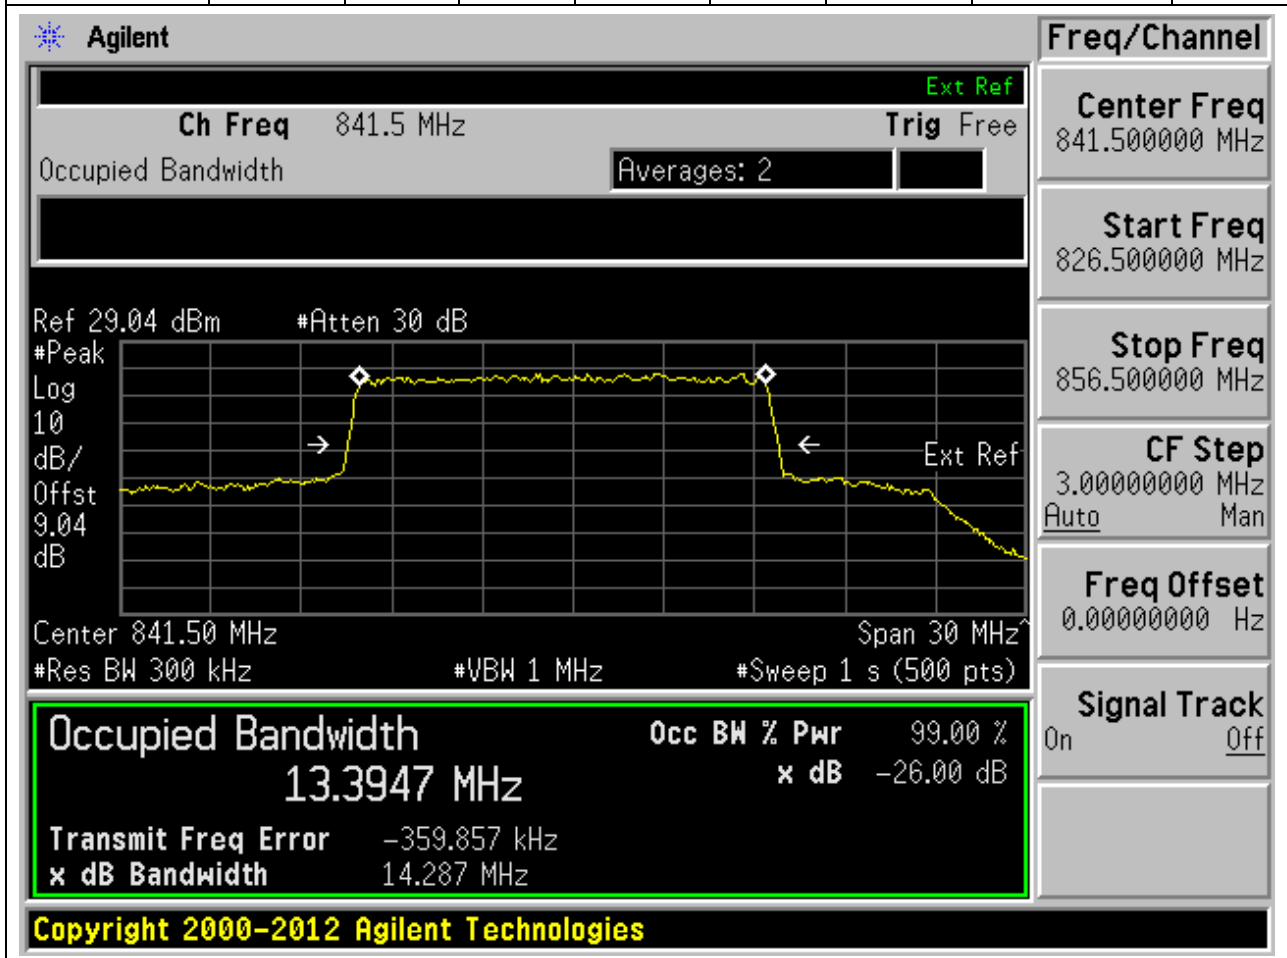 Agilent
Freq/Channel
Ext Ref
Ch Freq 841.5 MHz Trig Free
Occupied Bandwidth Averages: 2
Center Freq
841.500000 MHz
Start Freq
826.500000 MHz
Stop Freq
856.500000 MHz
CF Step
3.00000000 MHz
Auto Man
Freq Offset
0.00000000 Hz
Signal Track
On Off
Ref 29.04 dBm #Atten 30 dB
#Peak
Log
10
dB/
Offst
9.04
dB
Ext Ref
Center 841.50 MHz Span 30 MHz^
#Res BW 300 kHz #VBW 1 MHz #Sweep 1 s (500 pts)
Occupied Bandwidth
13.3947 MHz
Occ BW % Pwr 99.00 %
x dB -26.00 dB
Transmit Freq Error -359.857 kHz
x dB Bandwidth 14.287 MHz
Copyright 2000-2012 Agilent Technologies